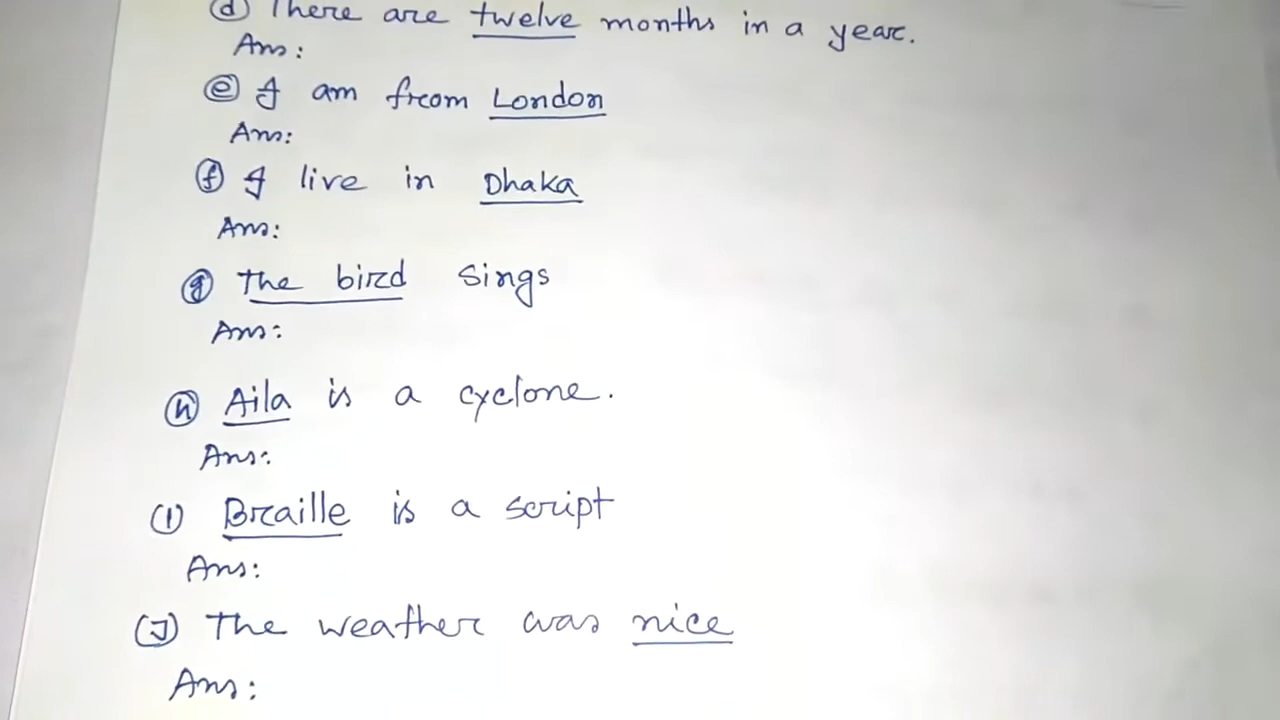 (d) There are twelve months in a year.
Ans:
(e) I am from London
Ans:
(f) I live in Dhaka
Ans:
(g) The bird sings
Ans:
(h) Aila is a cyclone.
Ans:
(i) Braille is a script
Ans:
(J) The weather was nice
Ans: